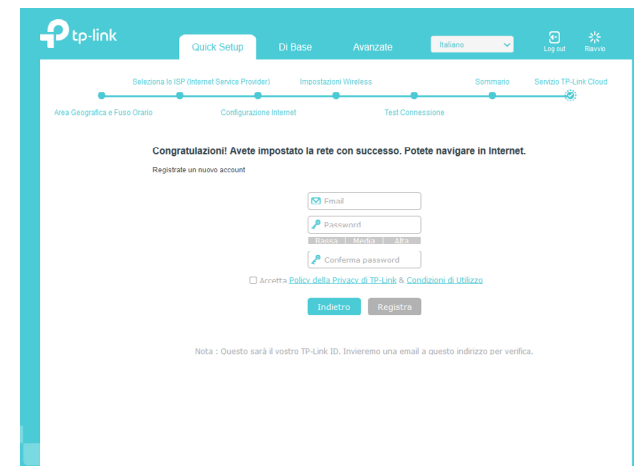 tp-link
Quick Setup
Di Base
Avanzate
Italiano
Log out
Riavvio
Seleziona lo ISP (Internet Service Provider)
Impostazioni Wireless
Sommario
Servizio TP-Link Cloud
Area Geografica e Fuso Orario
Configurazione Internet
Test Connessione
Congratulazioni! Avete impostato la rete con successo. Potete navigare in Internet.
Registrate un nuovo account
Email
Password
Bassa | Media | Alta
Conferma password
Accetta Policy della Privacy di TP-Link & Condizioni di Utilizzo
Indietro
Registra
Nota : Questo sarà il vostro TP-Link ID. Invieremo una email a questo indirizzo per verifica.